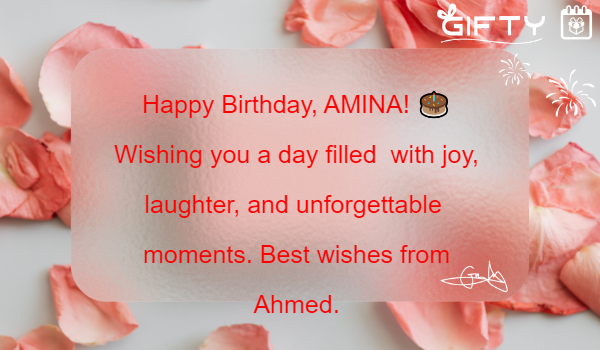 GIFTY
Happy Birthday, AMINA! 🎂
Wishing you a day filled  with joy,
laughter, and unforgettable
moments. Best wishes from
Ahmed.